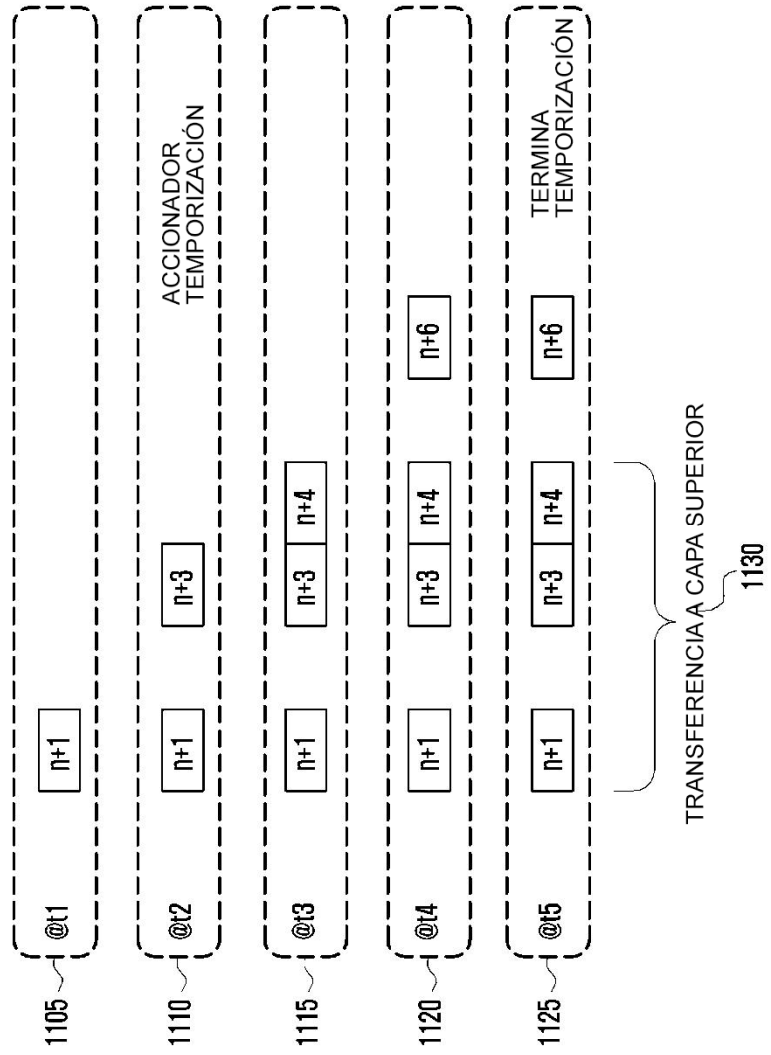 1105
@t1
n+1
1110
@t2
n+1
n+3
ACCIONADOR
TEMPORIZACIÓN
1115
@t3
n+1
n+3
n+4
1120
@t4
n+1
n+3
n+4
n+6
1125
@t5
n+1
n+3
n+4
n+6
TERMINA
TEMPORIZACIÓN
TRANSFERENCIA A CAPA SUPERIOR
1130